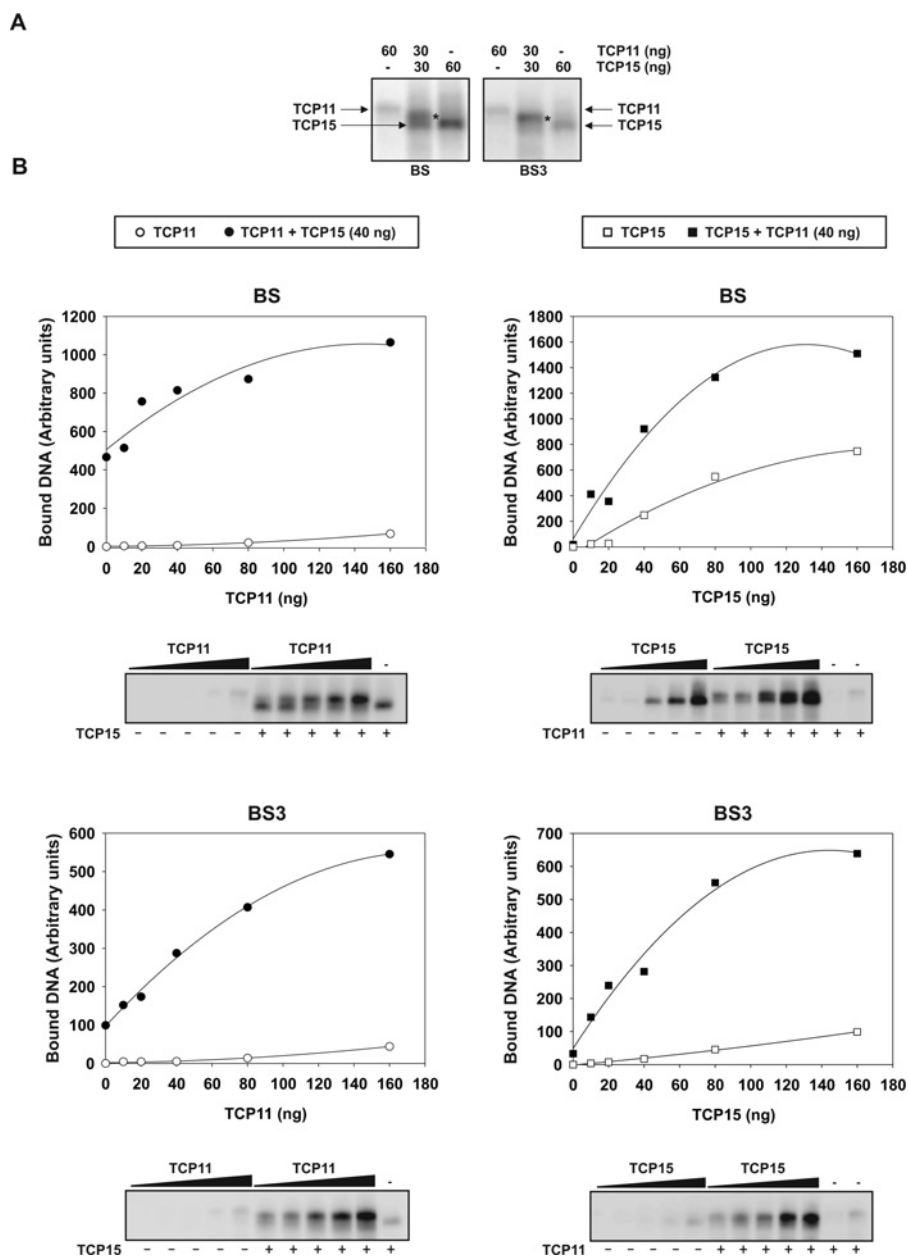 A
60 30 - 60 30 - TCP11 (ng)
- 30 60 - 30 60 TCP15 (ng)
TCP11 TCP11
TCP15 * * TCP15
BS BS3
B
TCP11 TCP11 + TCP15 (40 ng)
TCP15 TCP15 + TCP11 (40 ng)
BS
Bound DNA (Arbitrary units)
1200
1000
800
600
400
200
0
0 20 40 60 80 100 120 140 160 180
TCP11 (ng)
BS
Bound DNA (Arbitrary units)
1800
1600
1400
1200
1000
800
600
400
200
0
0 20 40 60 80 100 120 140 160 180
TCP15 (ng)
TCP11 TCP11 -
TCP15 – – – – – + + + + + +
TCP15 TCP15 - -
TCP11 – – – – – + + + + + + +
BS3
Bound DNA (Arbitrary units)
600
500
400
300
200
100
0
0 20 40 60 80 100 120 140 160 180
TCP11 (ng)
BS3
Bound DNA (Arbitrary units)
700
600
500
400
300
200
100
0
0 20 40 60 80 100 120 140 160 180
TCP15 (ng)
TCP11 TCP11 -
TCP15 – – – – – + + + + + +
TCP15 TCP15 - -
TCP11 – – – – – + + + + + + +